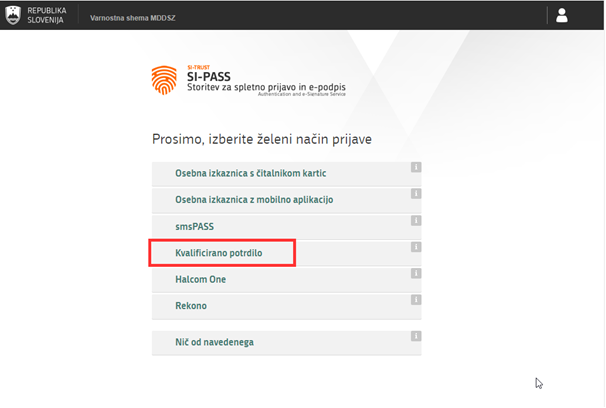 REPUBLIKA
SLOVENIJA
Varnostna shema MDDSZ
SI-TRUST
SI-PASS
Storitev za spletno prijavo in e-podpis
Authentication and e-Signature Service
Prosimo, izberite želeni način prijave
Osebna izkaznica s čitalnikom kartic
i
Osebna izkaznica z mobilno aplikacijo
i
smsPASS
i
Kvalificirano potrdilo
i
Halcom One
i
Rekono
i
Nič od navedenega
i